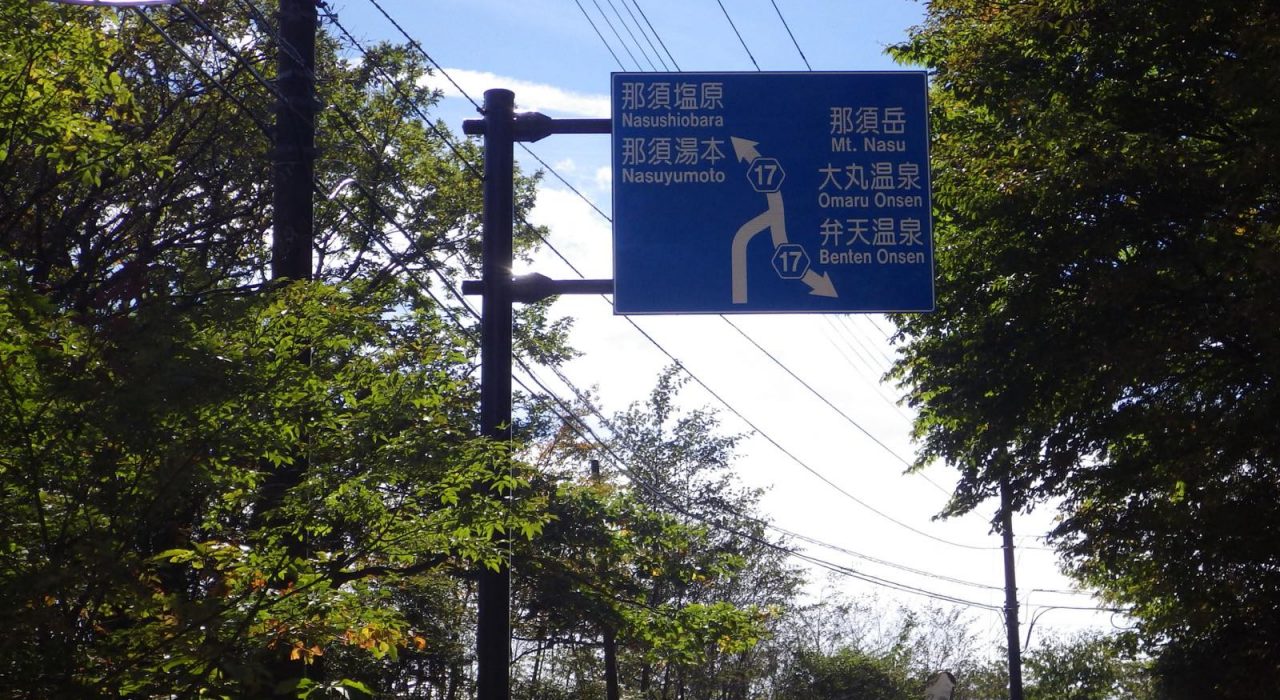 那須塩原
Nasushiobara
那須湯本
Nasuyumoto
17
那須岳
Mt. Nasu
大丸温泉
Omaru Onsen
弁天温泉
Benten Onsen
17